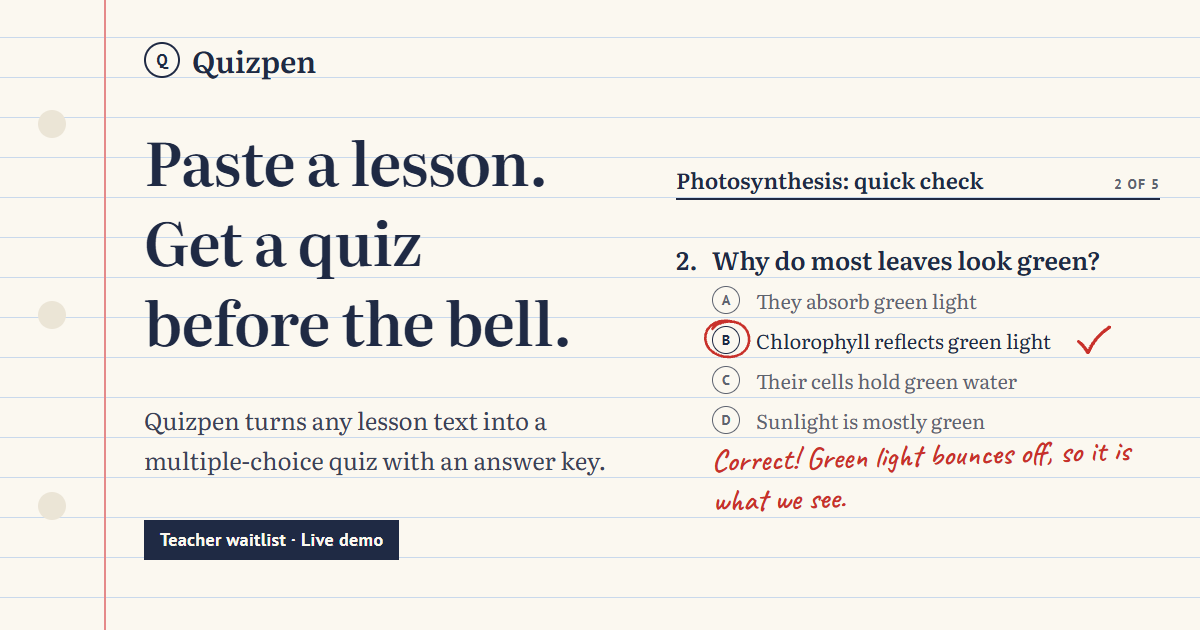 Q Quizpen
Paste a lesson.
Get a quiz
before the bell.
Quizpen turns any lesson text into a
multiple-choice quiz with an answer key.
Teacher waitlist · Live demo
Photosynthesis: quick check 2 OF 5
2. Why do most leaves look green?
A They absorb green light
B Chlorophyll reflects green light
C Their cells hold green water
D Sunlight is mostly green
Correct! Green light bounces off, so it is
what we see.